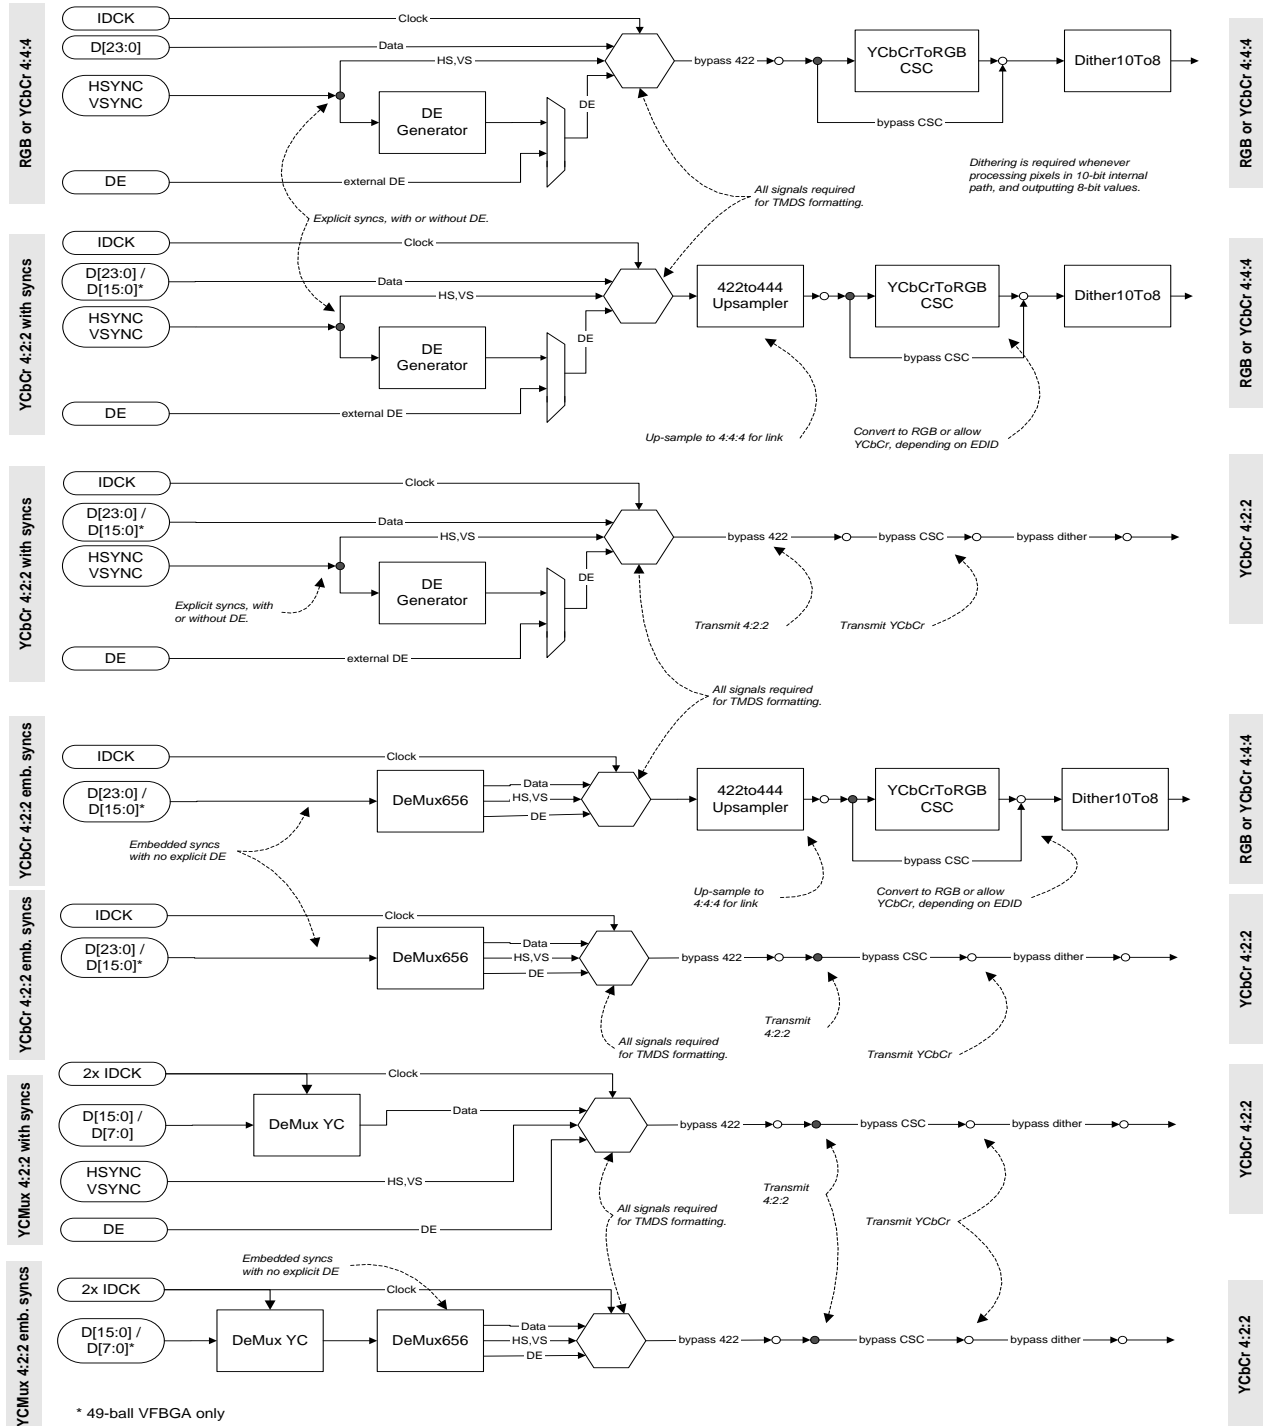 RGB or YCbCr 4:4:4
IDCK
Clock
D[23:0]
Data
HSYNC
VSYNC
HS,VS
DE
Generator
DE
DE
external DE
bypass 422
YCbCrToRGB
CSC
bypass CSC
Dither10To8
RGB or YCbCr 4:4:4
Dithering is required whenever
processing pixels in 10-bit internal
path, and outputting 8-bit values.
All signals required
for TMDS formatting.
Explicit syncs, with or without DE.
YCbCr 4:2:2 with syncs
IDCK
Clock
D[23:0] /
D[15:0]*
Data
HSYNC
VSYNC
HS,VS
DE
Generator
DE
DE
external DE
422to444
Upsampler
YCbCrToRGB
CSC
bypass CSC
Dither10To8
RGB or YCbCr 4:4:4
Up-sample to 4:4:4 for link
Convert to RGB or allow
YCbCr, depending on EDID
YCbCr 4:2:2 with syncs
IDCK
Clock
D[23:0] /
D[15:0]*
Data
HSYNC
VSYNC
HS,VS
DE
Generator
DE
Explicit syncs, with
or without DE.
DE
external DE
bypass 422
bypass CSC
bypass dither
Transmit 4:2:2
Transmit YCbCr
YCbCr 4:2:2
All signals required
for TMDS formatting.
YCbCr 4:2:2 emb. syncs
IDCK
Clock
D[23:0] /
D[15:0]*
DeMux656
Data
HS,VS
DE
422to444
Upsampler
YCbCrToRGB
CSC
bypass CSC
Dither10To8
RGB or YCbCr 4:4:4
Embedded syncs
with no explicit DE
Up-sample to
4:4:4 for link
Convert to RGB or allow
YCbCr, depending on EDID
YCbCr 4:2:2 emb. syncs
IDCK
Clock
D[23:0] /
D[15:0]*
DeMux656
Data
HS,VS
DE
bypass 422
bypass CSC
bypass dither
YCbCr 4:2:2
All signals required
for TMDS formatting.
Transmit
4:2:2
Transmit YCbCr
YCMux 4:2:2 with syncs
2x IDCK
Clock
D[15:0] /
D[7:0]
DeMux YC
Data
HSYNC
VSYNC
HS,VS
DE
DE
bypass 422
bypass CSC
bypass dither
YCbCr 4:2:2
All signals required
for TMDS formatting.
Transmit
4:2:2
Transmit YCbCr
YCMux 4:2:2 emb. syncs
Embedded syncs
with no explicit DE
2x IDCK
Clock
D[15:0] /
D[7:0]*
DeMux YC
DeMux656
Data
HS,VS
DE
bypass 422
bypass CSC
bypass dither
YCbCr 4:2:2
* 49-ball VFBGA only